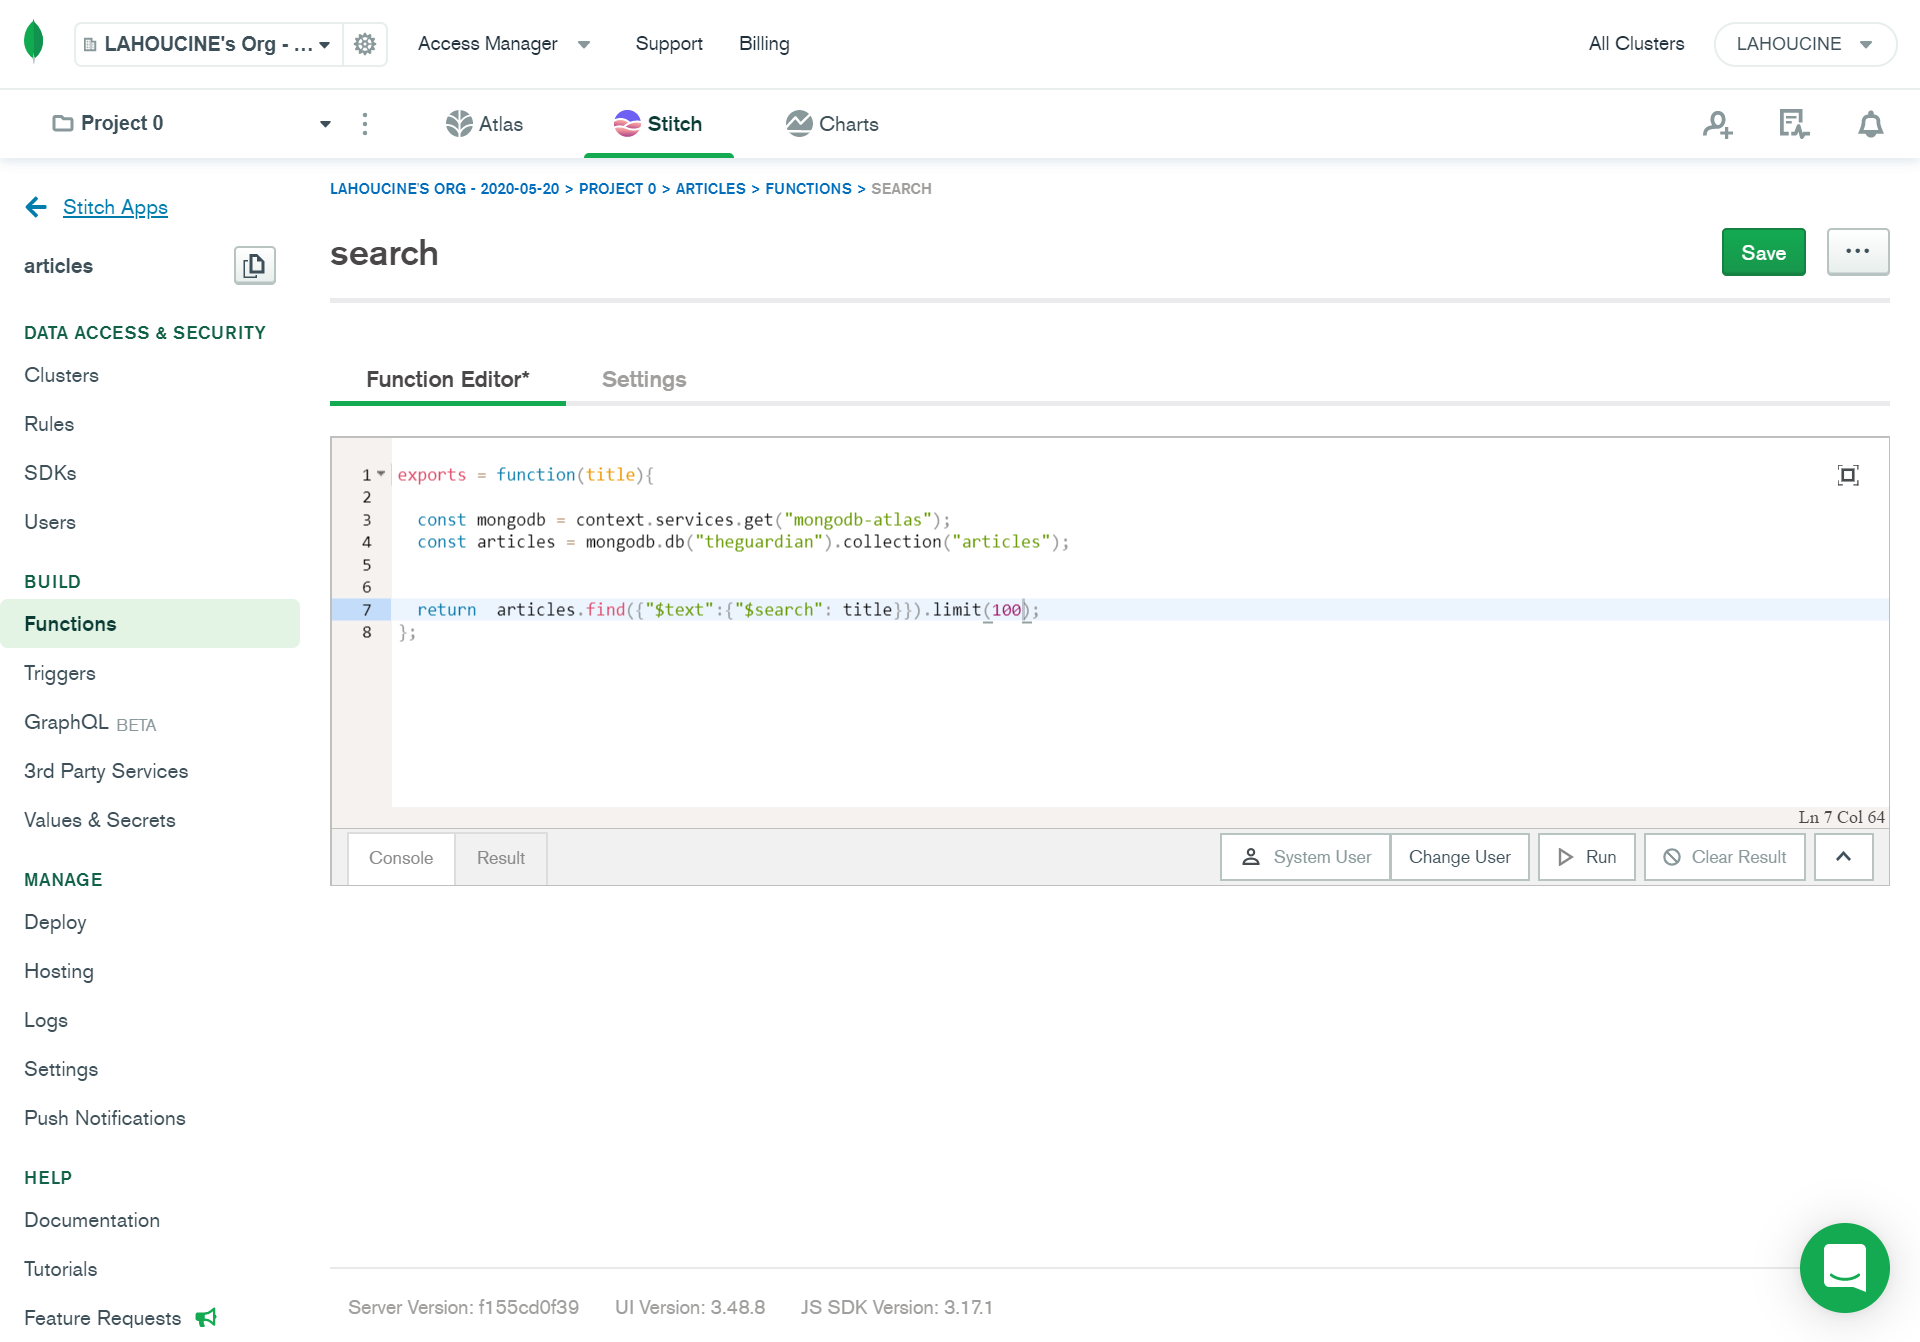 LAHOUCINE's Org - ...
Access Manager
Support
Billing
All Clusters
LAHOUCINE
Project 0
Atlas
Stitch
Charts
Stitch Apps
articles
DATA ACCESS & SECURITY
Clusters
Rules
SDKs
Users
BUILD
Functions
Triggers
GraphQL BETA
3rd Party Services
Values & Secrets
MANAGE
Deploy
Hosting
Logs
Settings
Push Notifications
HELP
Documentation
Tutorials
Feature Requests
LAHOUCINE'S ORG - 2020-05-20 > PROJECT 0 > ARTICLES > FUNCTIONS > SEARCH
search
Save
...
Function Editor*
Settings
1 exports = function(title){
2
3 const mongodb = context.services.get("mongodb-atlas");
4 const articles = mongodb.db("theguardian").collection("articles");
5
6
7 return  articles.find({"$text":{"$search": title}}).limit(100);
8 };
Ln 7 Col 64
Console
Result
System User
Change User
Run
Clear Result
Server Version: f155cd0f39
UI Version: 3.48.8
JS SDK Version: 3.17.1